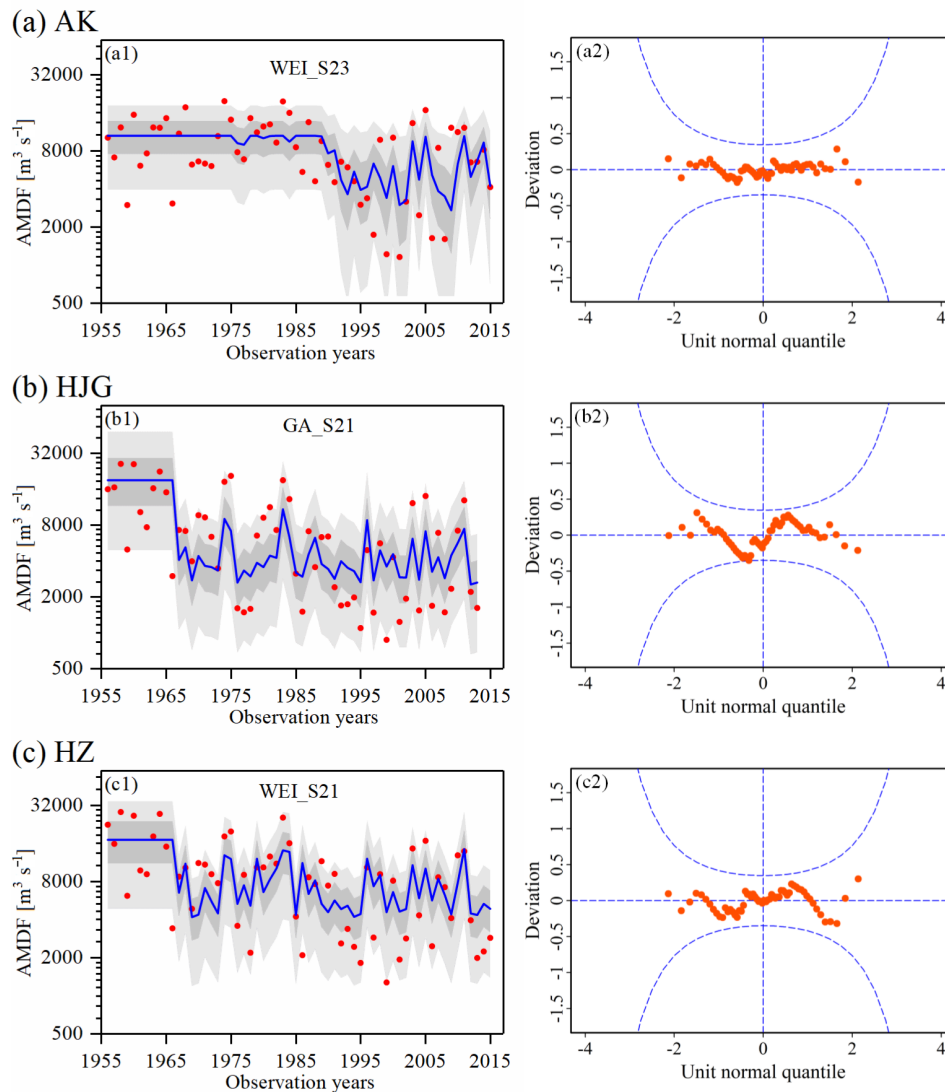 (a) AK
(a1)
WEI_S23
AMDF [m³ s⁻¹]
32000
8000
2000
500
1955 1965 1975 1985 1995 2005 2015
Observation years
(a2)
Deviation
1.5
1
0.5
0
-0.5
-1
-1.5
-4 -2 0 2 4
Unit normal quantile
(b) HJG
(b1)
GA_S21
AMDF [m³ s⁻¹]
32000
8000
2000
500
1955 1965 1975 1985 1995 2005 2015
Observation years
(b2)
Deviation
1.5
1
0.5
0
-0.5
-1
-1.5
-4 -2 0 2 4
Unit normal quantile
(c) HZ
(c1)
WEI_S21
AMDF [m³ s⁻¹]
32000
8000
2000
500
1955 1965 1975 1985 1995 2005 2015
Observation years
(c2)
Deviation
1.5
1
0.5
0
-0.5
-1
-1.5
-4 -2 0 2 4
Unit normal quantile